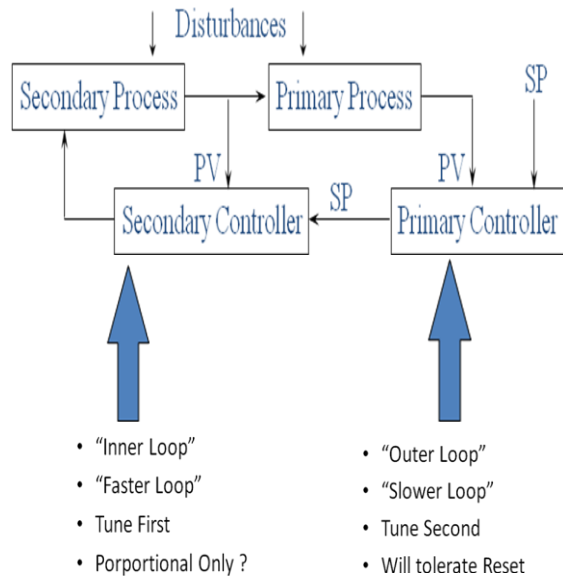 Disturbances
Secondary Process
Primary Process
SP
PV
PV
Secondary Controller
SP
Primary Controller
• “Inner Loop”
• “Faster Loop”
• Tune First
• Porportional Only ?
• “Outer Loop”
• “Slower Loop”
• Tune Second
• Will tolerate Reset